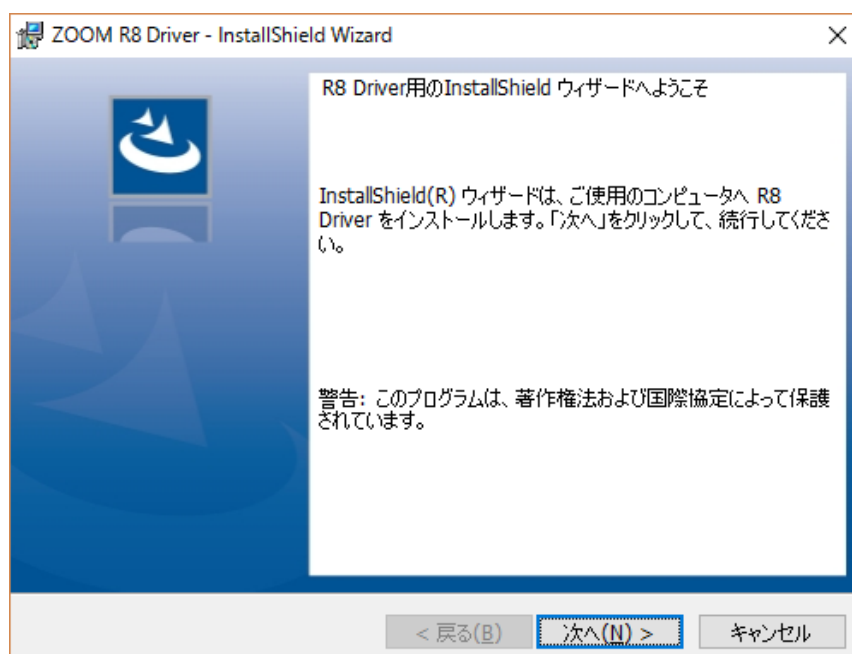 ZOOM R8 Driver - InstallShield Wizard
R8 Driver用のInstallShield ウィザードへようこそ
InstallShield(R) ウィザードは、ご使用のコンピュータへ R8
Driver をインストールします。「次へ」をクリックして、続行してくださ
い。
警告: このプログラムは、著作権法および国際協定によって保護
されています。
< 戻る(B)
次へ(N) >
キャンセル